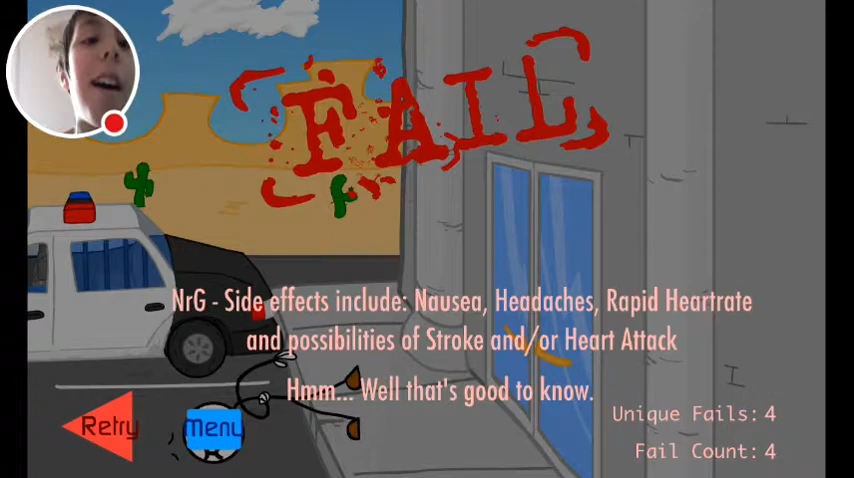 FAIL
NrG - Side effects include: Nausea, Headaches, Rapid Heartrate
and possibilities of Stroke and/or Heart Attack
Hmm... Well that's good to know.
Retry
Menu
Unique Fails: 4
Fail Count: 4